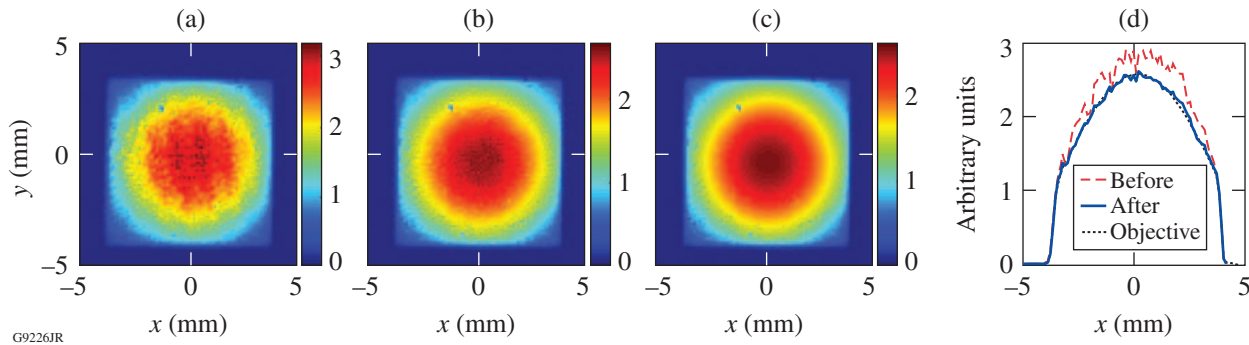 (a) (b) (c) (d)
5
0
−5
y (mm)
−5 0 5
x (mm)
3
2
1
0
−5 0 5
x (mm)
2
1
0
−5 0 5
x (mm)
2
1
0
Arbitrary units
3
2
1
0
Before
After
Objective
−5 0 5
x (mm)
G9226JR